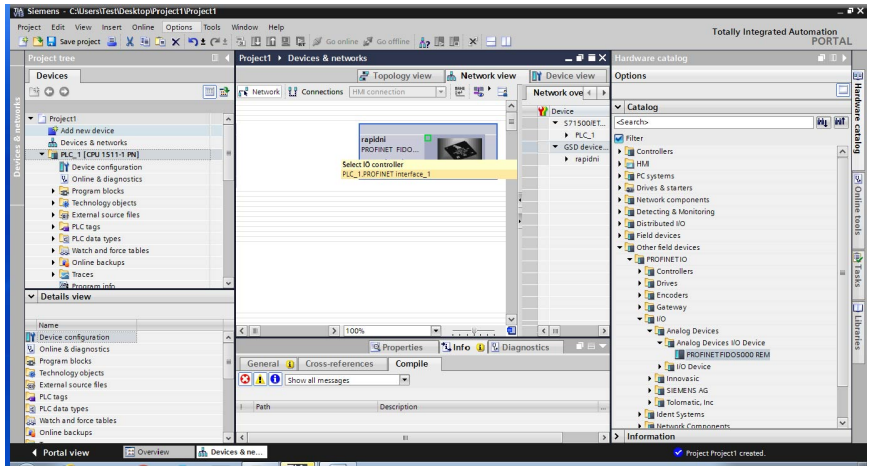 Siemens - C:\Users\Test\Desktop\Project1\Project1
Project Edit View Insert Online Options Tools Window Help
Save project
Go online
Go offline
Totally Integrated Automation
PORTAL
Project tree
Devices
Devices & networks
Project1
Add new device
Devices & networks
PLC_1 [CPU 1511-1 PN]
Device configuration
Online & diagnostics
Program blocks
Technology objects
External source files
PLC tags
PLC data types
Watch and force tables
Online backups
Traces
Program info
Details view
Name
Device configuration
Online & diagnostics
Program blocks
Technology objects
External source files
PLC tags
PLC data types
Watch and force tables
Online backups
Project1 Devices & networks
Topology view
Network view
Device view
Network
Connections
HMI connection
Network ove
rapidni
PROFINET FIDO...
Select IO controller
PLC_1.PROFINET interface_1
Device
S71500/ET...
PLC_1
GSD device...
rapidni
100%
Properties
Info
Diagnostics
General
Cross-references
Compile
Show all messages
!
Path
Description
...
Hardware catalog
Options
Catalog
<Search>
Filter
Controllers
HMI
PC systems
Drives & starters
Network components
Detecting & Monitoring
Distributed I/O
Field devices
Other field devices
PROFINET IO
Controllers
Drives
Encoders
Gateway
I/O
Analog Devices
Analog Devices I/O Device
PROFINET FIDO5000 REM
I/O Device
Innovasic
SIEMENS AG
Tolomatic, Inc
Ident Systems
Network Components
Information
Hardware catalog
Online tools
Tasks
Libraries
Portal view
Overview
Devices & ne...
Project Project1 created.